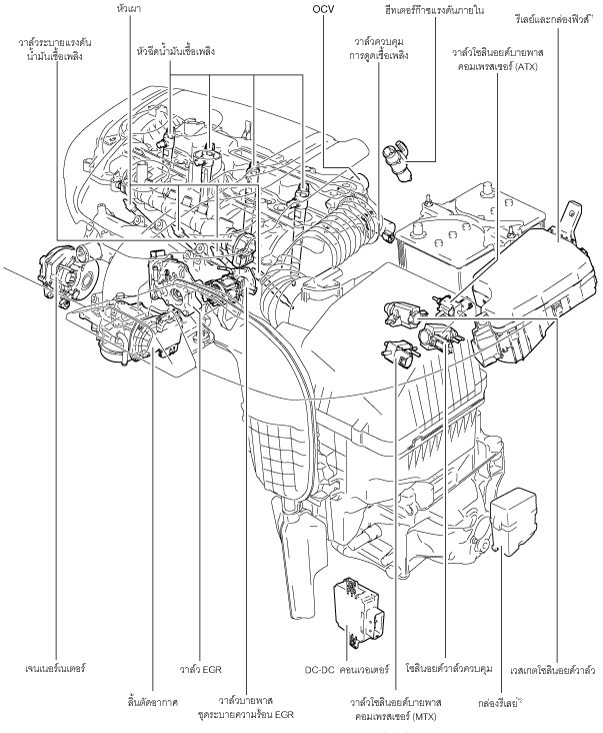 หัวเผา
OCV
ฮีทเตอร์ก๊าซแรงดันภายใน
รีเลย์และกล่องฟิวส์*1
วาล์วระบายแรงดัน
น้ำมันเชื้อเพลิง
หัวฉีดน้ำมันเชื้อเพลิง
วาล์วควบคุม
การดูดเชื้อเพลิง
วาล์วโซลินอยด์บายพาส
คอมเพรสเซอร์ (ATX)
เจนเนอร์เนเตอร์
วาล์ว EGR
DC-DC คอนเวอเตอร์
โซลินอยด์วาล์วควบคุม
เวสเกตโซลินอยด์วาล์ว
ลิ้นตัดอากาศ
วาล์วบายพาส
ชุดระบายความร้อน EGR
วาล์วโซลินอยด์บายพาส
คอมเพรสเซอร์ (MTX)
กล่องรีเลย์*2